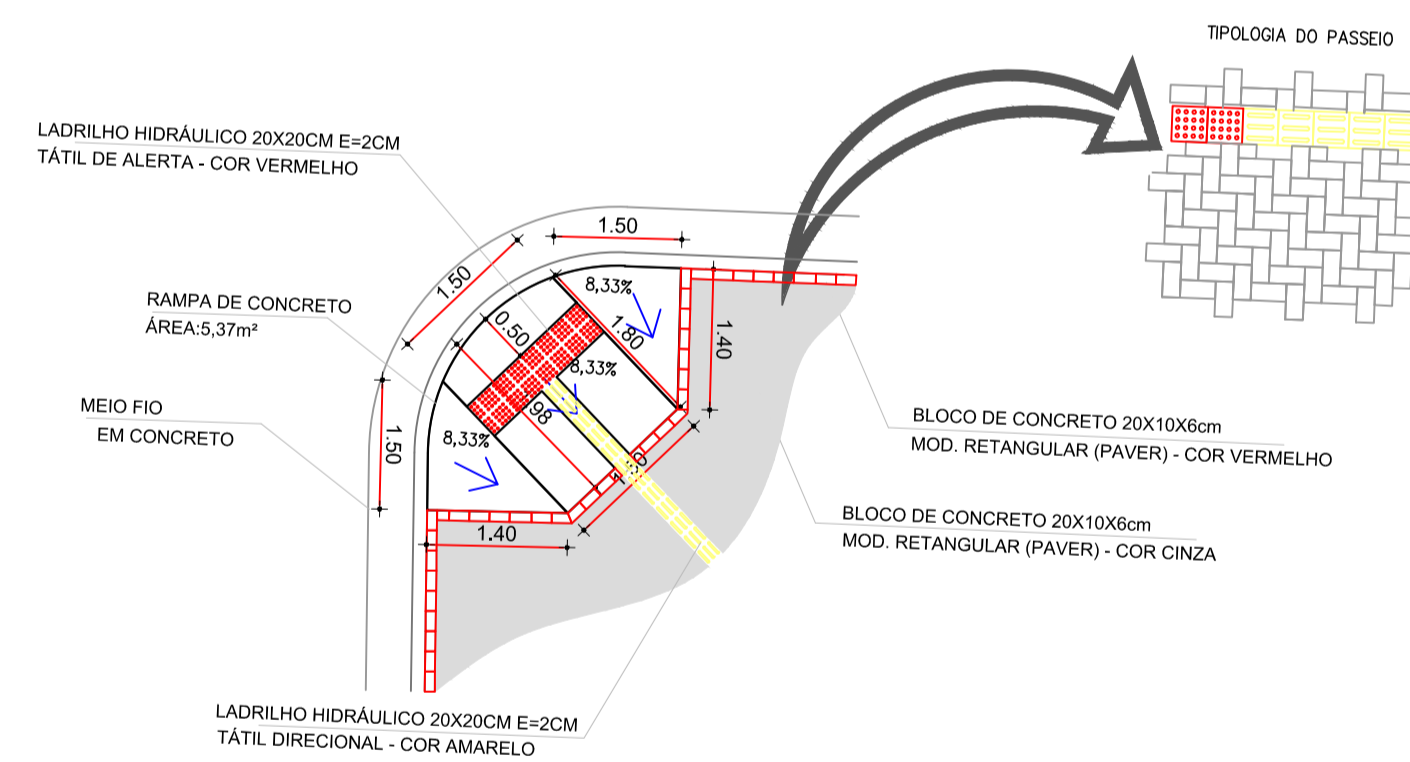 TIPOLOGIA DO PASSEIO
LADRILHO HIDRÁULICO 20X20CM E=2CM
TÁTIL DE ALERTA - COR VERMELHO
1.50
1.50
8,33%
RAMPA DE CONCRETO
ÁREA:5,37m²
0.50
1.80
1.40
8,33%
MEIO FIO
EM CONCRETO
1.50
8,33%
BLOCO DE CONCRETO 20X10X6cm
MOD. RETANGULAR (PAVER) - COR VERMELHO
1.40
BLOCO DE CONCRETO 20X10X6cm
MOD. RETANGULAR (PAVER) - COR CINZA
LADRILHO HIDRÁULICO 20X20CM E=2CM
TÁTIL DIRECIONAL - COR AMARELO